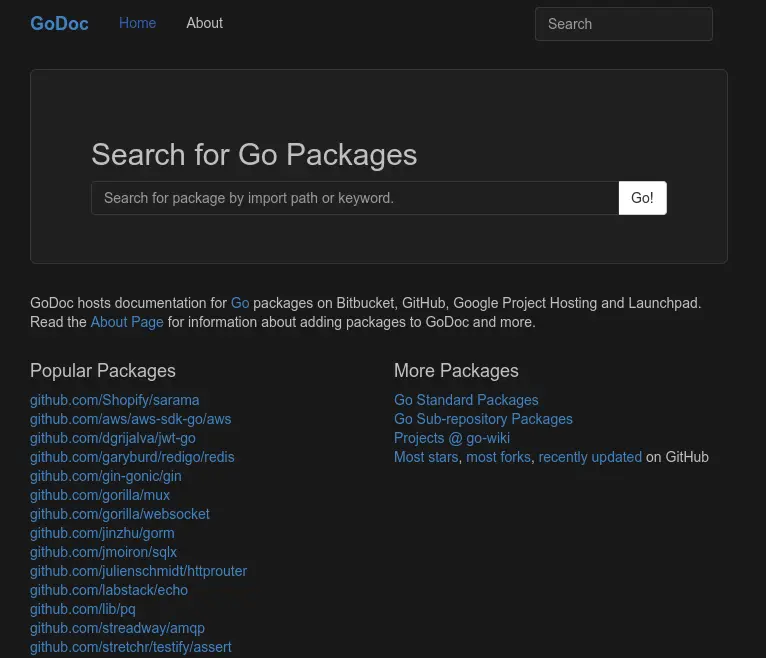 GoDoc Home About Search
Search for Go Packages
Search for package by import path or keyword. Go!
GoDoc hosts documentation for Go packages on Bitbucket, GitHub, Google Project Hosting and Launchpad.
Read the About Page for information about adding packages to GoDoc and more.
Popular Packages
github.com/Shopify/sarama
github.com/aws/aws-sdk-go/aws
github.com/dgrijalva/jwt-go
github.com/garyburd/redigo/redis
github.com/gin-gonic/gin
github.com/gorilla/mux
github.com/gorilla/websocket
github.com/jinzhu/gorm
github.com/jmoiron/sqlx
github.com/julienschmidt/httprouter
github.com/labstack/echo
github.com/lib/pq
github.com/streadway/amqp
github.com/stretchr/testify/assert
More Packages
Go Standard Packages
Go Sub-repository Packages
Projects @ go-wiki
Most stars, most forks, recently updated on GitHub